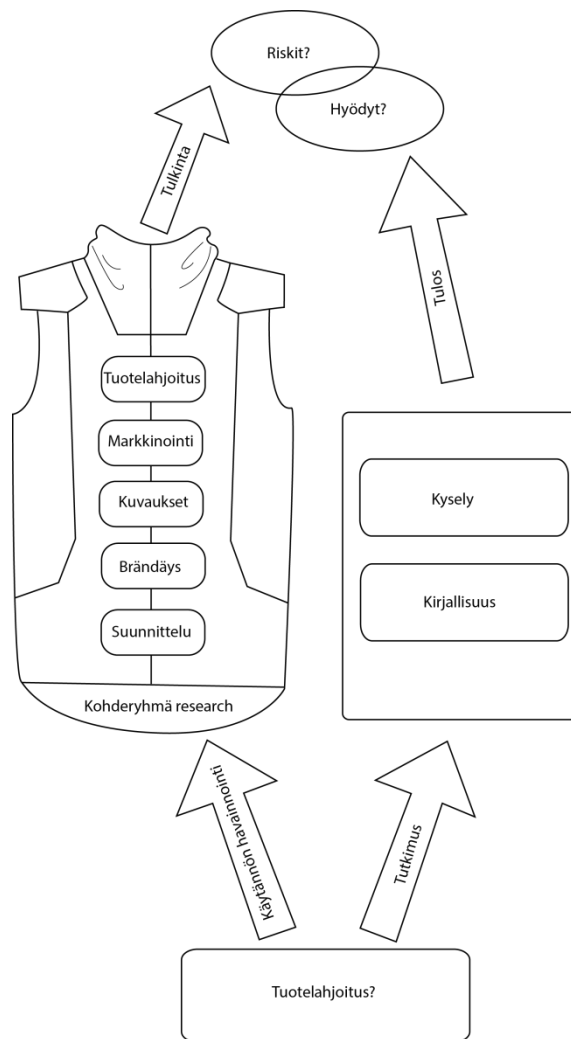 Riskit?
Hyödyt?
Tulkinta
Tulos
Tuotelahjoitus
Markkinointi
Kuvaukset
Brändäys
Suunnittelu
Kohderyhmä research
Kysely
Kirjallisuus
Käytännön havainnointi
Tutkimus
Tuotelahjoitus?